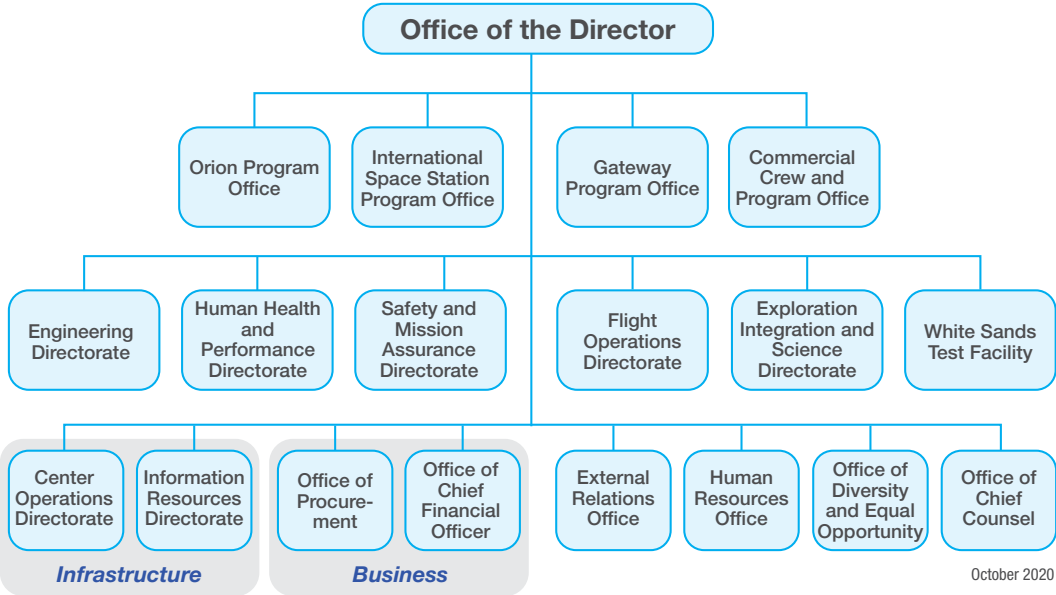 Office of the Director
Orion Program
Office
International
Space Station
Program Office
Gateway
Program Office
Commercial
Crew and
Program Office
Engineering
Directorate
Human Health
and
Performance
Directorate
Safety and
Mission
Assurance
Directorate
Flight
Operations
Directorate
Exploration
Integration and
Science
Directorate
White Sands
Test Facility
Center
Operations
Directorate
Information
Resources
Directorate
Office of
Procure-
ment
Office of
Chief
Financial
Officer
External
Relations
Office
Human
Resources
Office
Office of
Diversity
and Equal
Opportunity
Office of
Chief
Counsel
Infrastructure
Business
October 2020